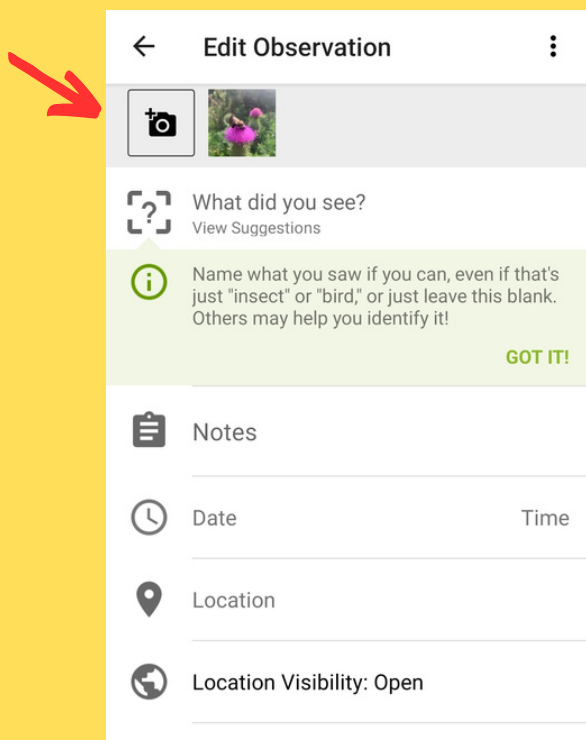 Edit Observation
What did you see?
View Suggestions
Name what you saw if you can, even if that's
just "insect" or "bird," or just leave this blank.
Others may help you identify it!
GOT IT!
Notes
Date Time
Location
Location Visibility: Open